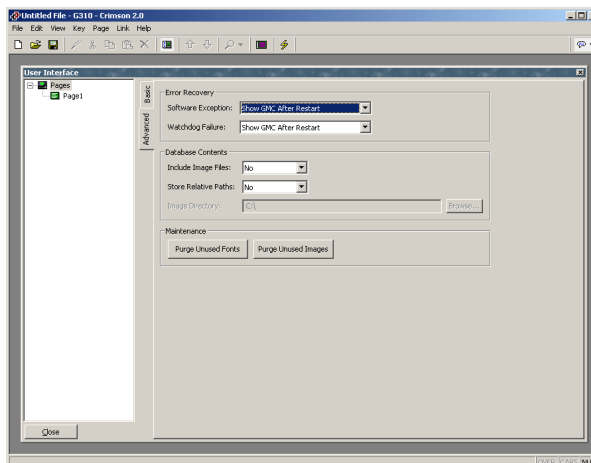 Untitled File - G310 - Crimson 2.0
File Edit View Key Page Link Help
User Interface
Pages
Page1
Basic
Advanced
Error Recovery
Software Exception: Show GMC After Restart
Watchdog Failure: Show GMC After Restart
Database Contents
Include Image Files: No
Store Relative Paths: No
Image Directory: C:\ Browse...
Maintenance
Purge Unused Fonts Purge Unused Images
Close
OVER CAPS